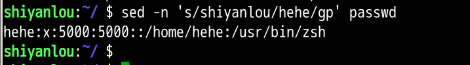 shiyanlou:~/ $ sed -n 's/shiyanlou/hehe/gp' passwd
hehe:x:5000:5000::/home/hehe:/usr/bin/zsh
shiyanlou:~/ $